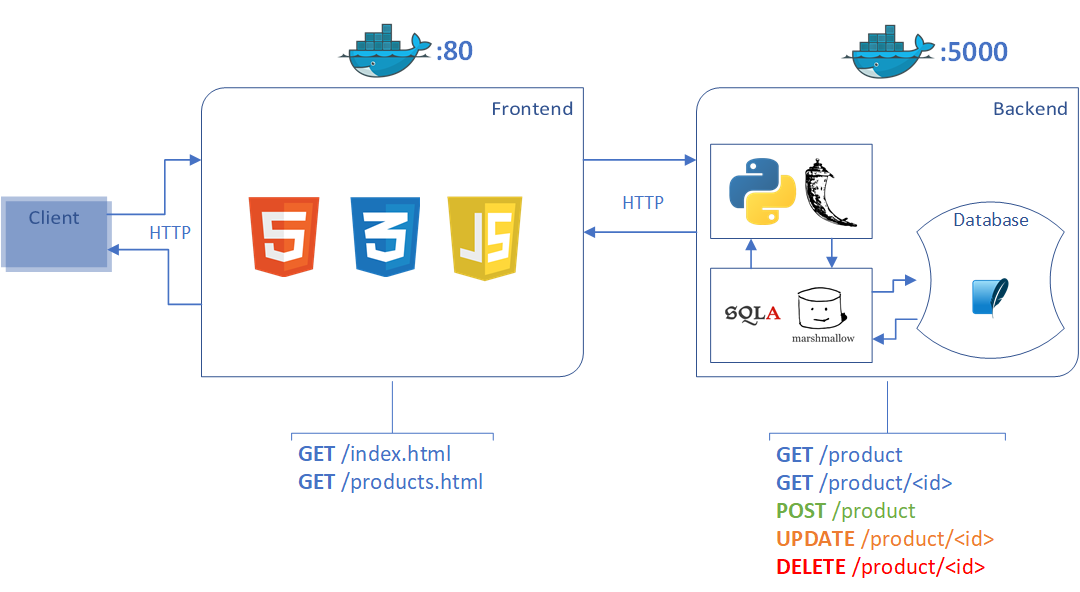 :80
:5000
Frontend
Backend
Client
HTTP
5
3
JS
HTTP
Database
SQLA
marshmallow
GET /index.html
GET /products.html
GET /product
GET /product/<id>
POST /product
UPDATE /product/<id>
DELETE /product/<id>